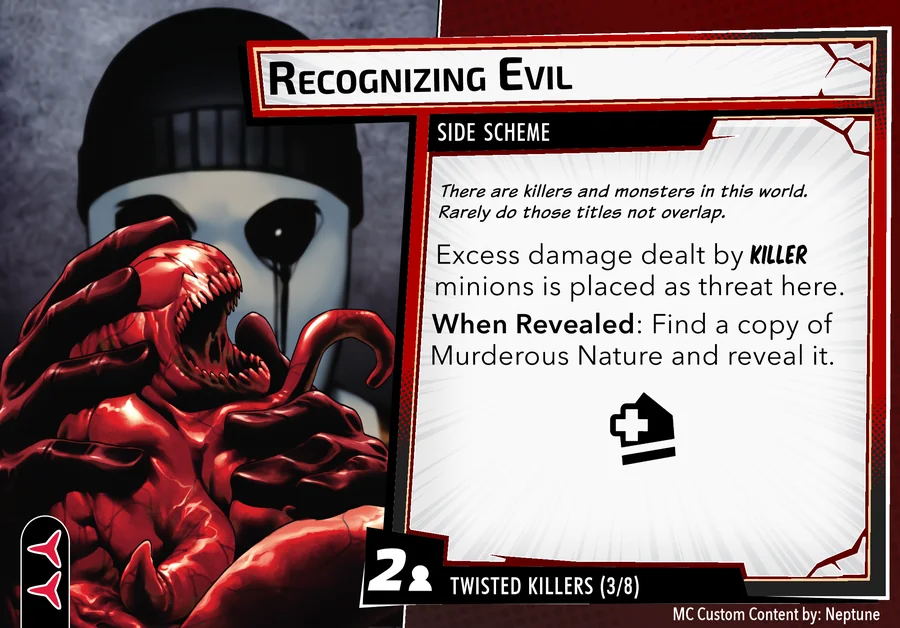 Recognizing Evil
SIDE SCHEME
There are killers and monsters in this world.
Rarely do those titles not overlap.
Excess damage dealt by KILLER
minions is placed as threat here.
When Revealed: Find a copy of
Murderous Nature and reveal it.
2
TWISTED KILLERS (3/8)
MC Custom Content by: Neptune